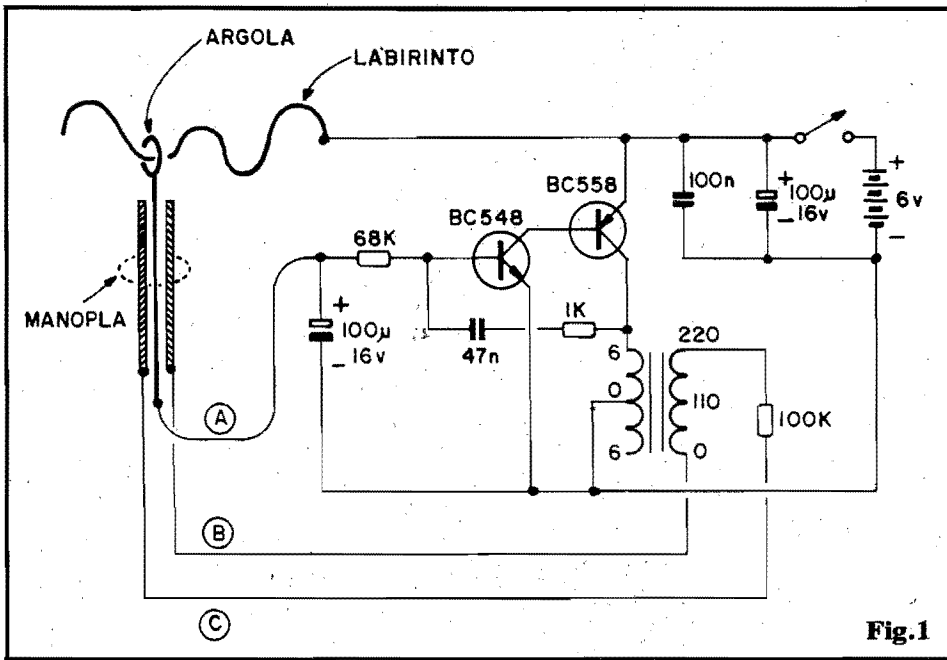 ARGOLA
LABIRINTO
MANOPLA
A
B
C
68K
+
100µ
- 16v
BC548
BC558
47n
1K
6
0
6
220
110
0
100K
100n
+
100µ
- 16v
+
6v
-
Fig.1